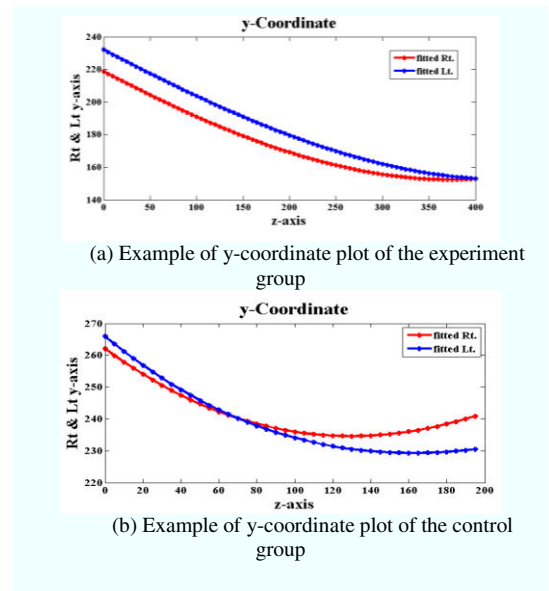 y-Coordinate
240
220
200
180
160
140
Rt & Lt y-axis
fitted Rt.
fitted Lt.
0 50 100 150 200 250 300 350 400
z-axis
(a) Example of y-coordinate plot of the experiment
group
y-Coordinate
270
260
250
240
230
220
Rt & Lt y-axis
fitted Rt.
fitted Lt.
0 20 40 60 80 100 120 140 160 180 200
z-axis
(b) Example of y-coordinate plot of the control
group